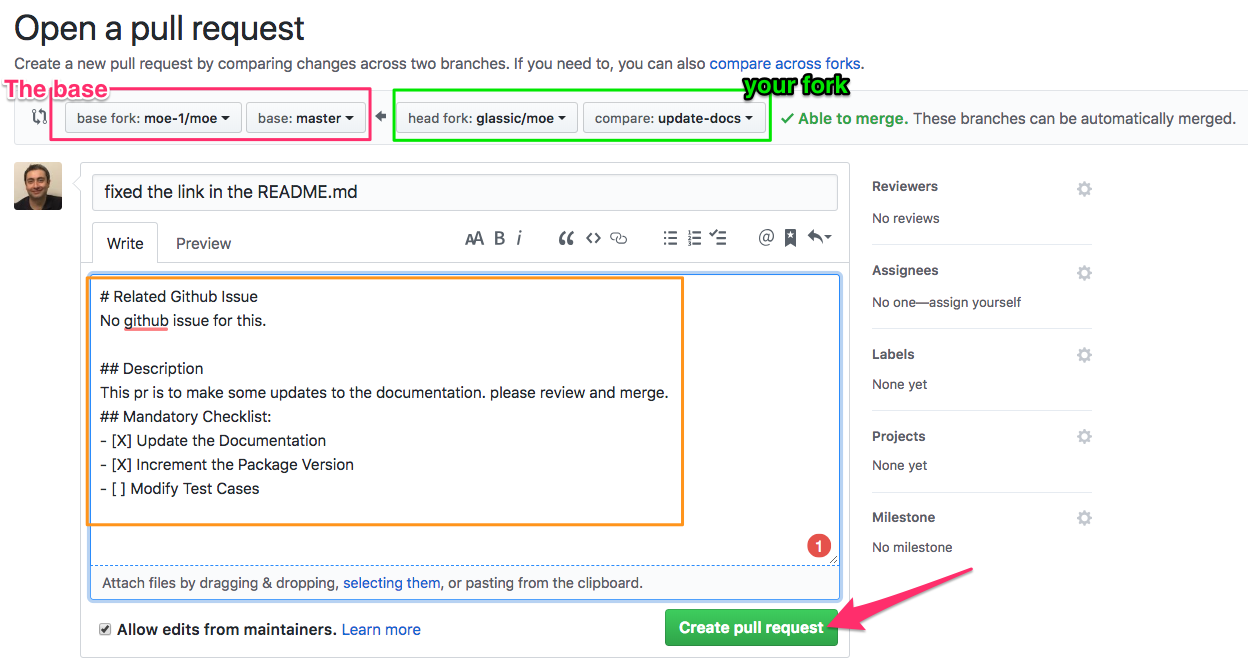 Open a pull request
Create a new pull request by comparing changes across two branches. If you need to, you can also compare across forks.
The base
your fork
base fork: moe-1/moe
base: master
head fork: glassic/moe
compare: update-docs
Able to merge. These branches can be automatically merged.
fixed the link in the README.md
Write
Preview
AA B i
# Related Github Issue
No github issue for this.
## Description
This pr is to make some updates to the documentation. please review and merge.
## Mandatory Checklist:
- [X] Update the Documentation
- [X] Increment the Package Version
- [ ] Modify Test Cases
1
Attach files by dragging & dropping, selecting them, or pasting from the clipboard.
Allow edits from maintainers. Learn more
Create pull request
Reviewers
No reviews
Assignees
No one—assign yourself
Labels
None yet
Projects
None yet
Milestone
No milestone